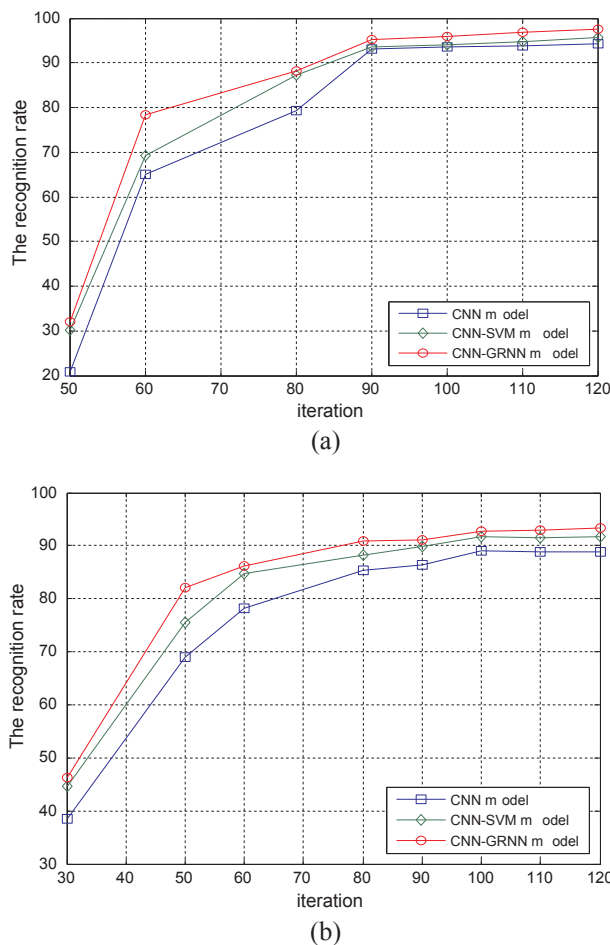 100
90
80
70
60
50
40
30
20
The recognition rate
CNN m odel
CNN-SVM m odel
CNN-GRNN m odel
50 60 70 80 90 100 110 120
iteration
(a)
100
90
80
70
60
50
40
30
The recognition rate
CNN m odel
CNN-SVM m odel
CNN-GRNN m odel
30 40 50 60 70 80 90 100 110 120
iteration
(b)